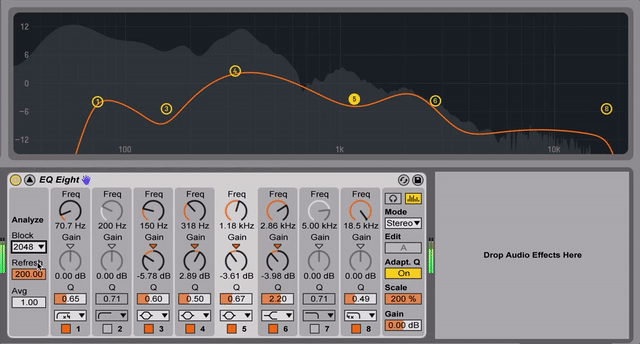 12
6
0
−6
−12
1
3
4
5
6
8
100
1K
10K
EQ Eight
Analyze
Block
2048
Refresh
200.00
Avg
1.00
Freq Freq Freq Freq Freq Freq Freq Freq
70.7 Hz 200 Hz 150 Hz 318 Hz 1.18 kHz 2.86 kHz 5.00 kHz 18.5 kHz
Gain Gain Gain Gain Gain Gain Gain Gain
0.00 dB 0.00 dB -5.78 dB 2.89 dB -3.61 dB -3.98 dB 0.00 dB 0.00 dB
Q Q Q Q Q Q Q Q
0.65 0.71 0.60 0.50 0.67 2.20 0.71 0.49
1 2 3 4 5 6 7 8
Mode
Stereo
Edit
A
Adapt. Q
On
Scale
200 %
Gain
0.00 dB
Drop Audio Effects Here